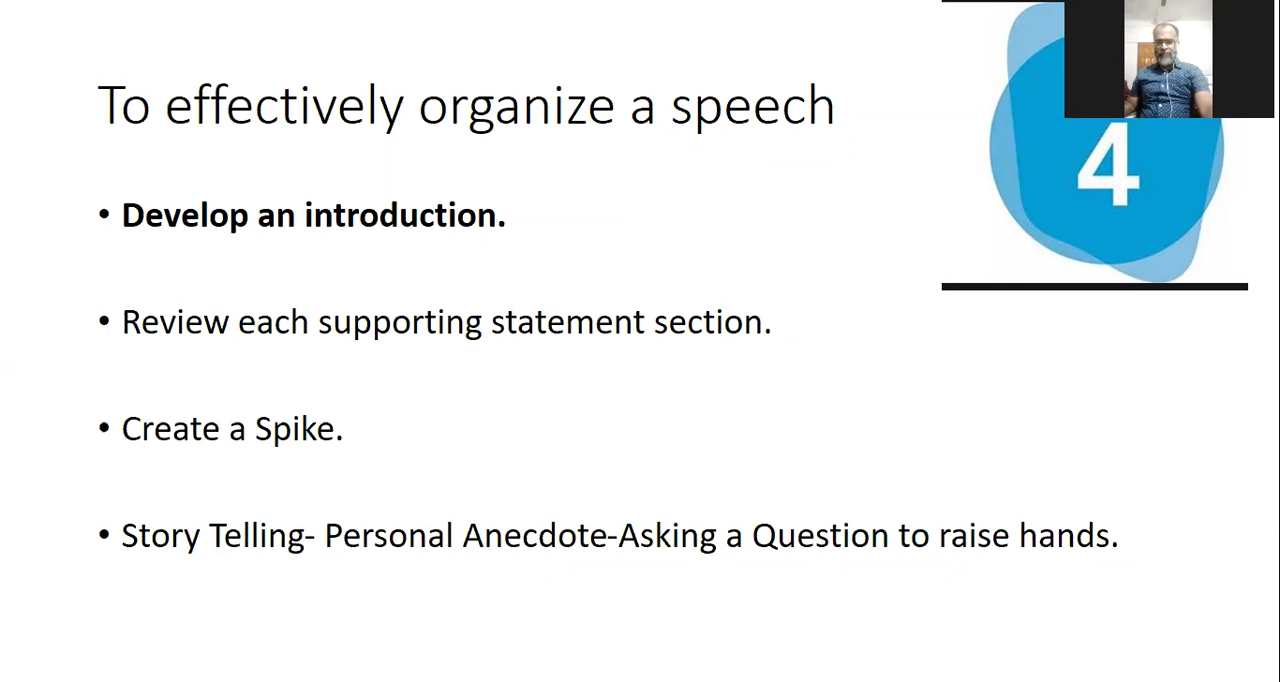 To effectively organize a speech
4
• Develop an introduction.
• Review each supporting statement section.
• Create a Spike.
• Story Telling- Personal Anecdote-Asking a Question to raise hands.